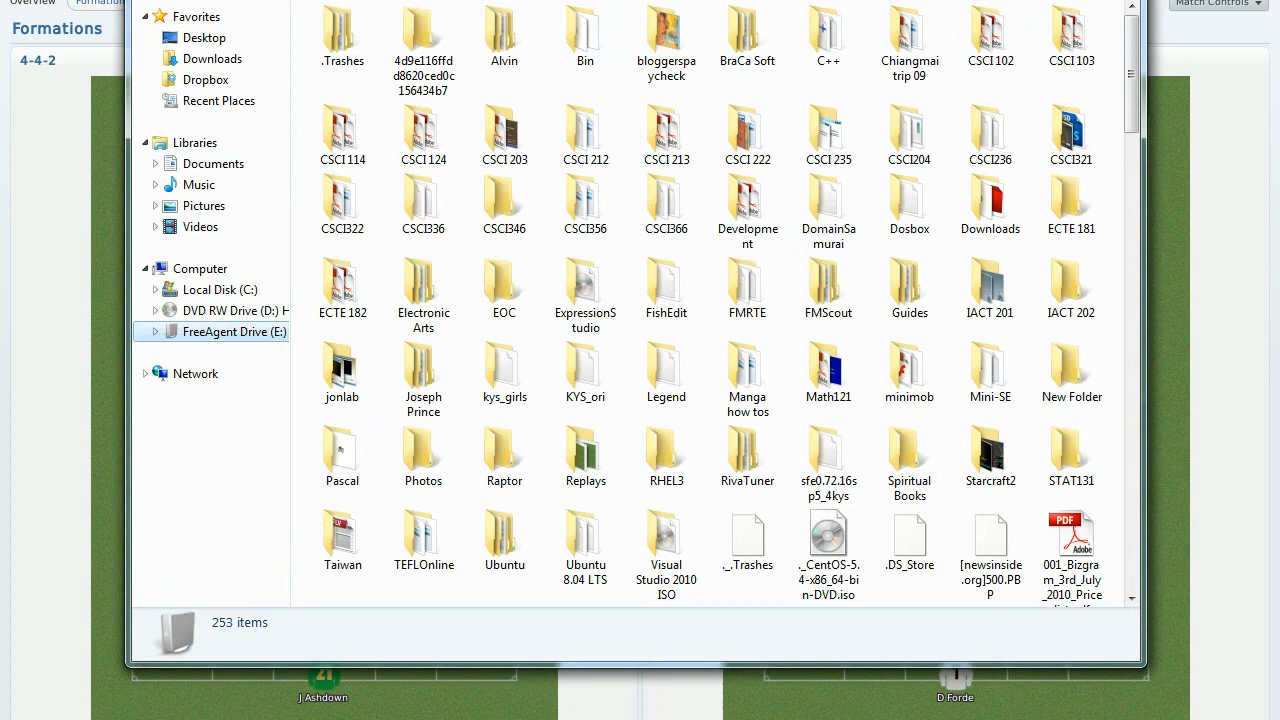 Overview
Formation
Match Controls
Formations
4-4-2
Favorites
Desktop
Downloads
Dropbox
Recent Places
Libraries
Documents
Music
Pictures
Videos
Computer
Local Disk (C:)
DVD RW Drive (D:) H
FreeAgent Drive (E:)
Network
.Trashes
4d9e116ffd
d8620ced0c
156434b7
Alvin
Bin
bloggerspa
ycheck
BraCa Soft
C++
Chiangmai
trip 09
CSCI 102
CSCI 103
CSCI 114
CSCI 124
CSCI 203
CSCI 212
CSCI 213
CSCI 222
CSCI 235
CSCI204
CSCI236
CSCI321
CSCI322
CSCI336
CSCI346
CSCI356
CSCI366
Developme
nt
DomainSa
murai
Dosbox
Downloads
ECTE 181
ECTE 182
Electronic
Arts
EOC
ExpressionS
tudio
FishEdit
FMRTE
FMScout
Guides
IACT 201
IACT 202
jonlab
Joseph
Prince
kys_girls
KYS_ori
Legend
Manga
how tos
Math121
minimob
Mini-SE
New Folder
Pascal
Photos
Raptor
Replays
RHEL3
RivaTuner
sfe0.72.16s
p5_4kys
Spiritual
Books
Starcraft2
STAT131
Taiwan
TEFLOnline
Ubuntu
Ubuntu
8.04 LTS
Visual
Studio 2010
ISO
._.Trashes
._CentOS-5.
4-x86_64-bi
n-DVD.iso
.DS_Store
[newsinside
.org]500.PB
P
PDF
Adobe
001_Bizgra
m_3rd_July
_2010_Price
253 items
21
J Ashdown
1
D Forde